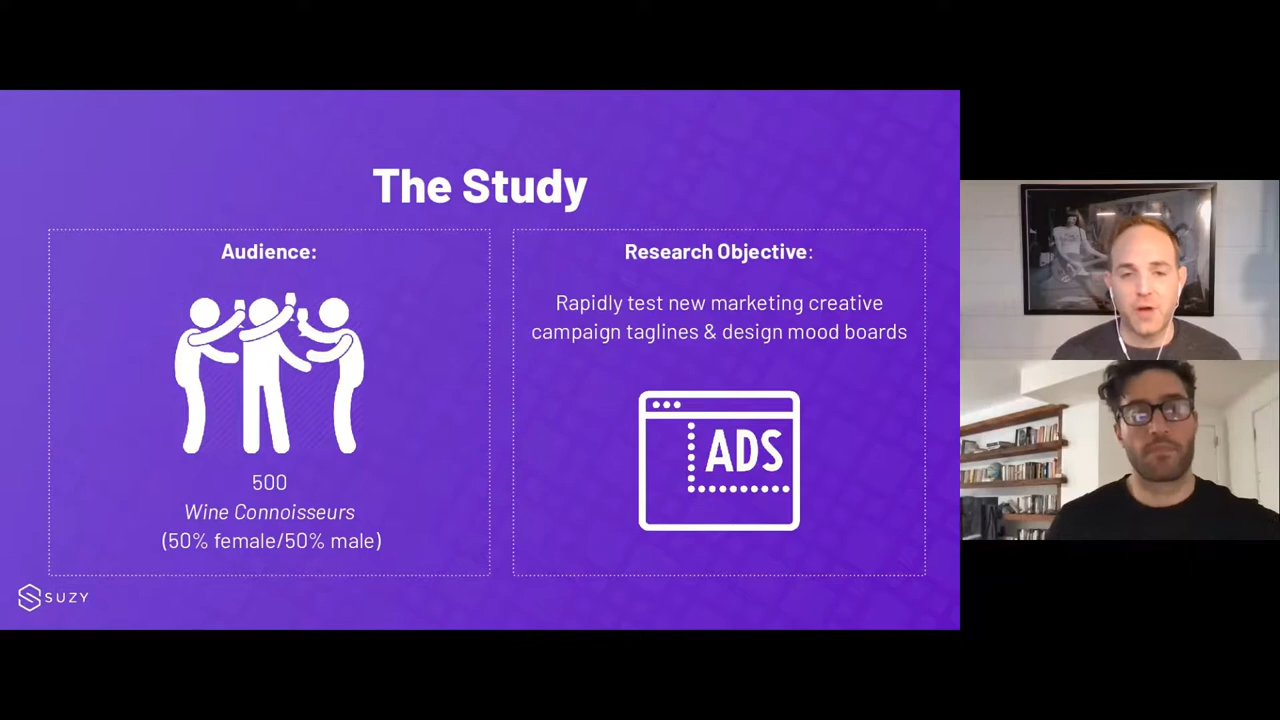 The Study
Audience:
500
Wine Connoisseurs
(50% female/50% male)
Research Objective:
Rapidly test new marketing creative
campaign taglines & design mood boards
ADS
SUZY